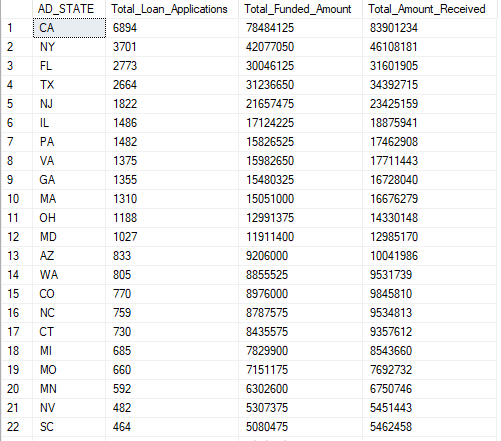 AD_STATE Total_Loan_Applications Total_Funded_Amount Total_Amount_Received
1 CA 6894 78484125 83901234
2 NY 3701 42077050 46108181
3 FL 2773 30046125 31601905
4 TX 2664 31236650 34392715
5 NJ 1822 21657475 23425159
6 IL 1486 17124225 18875941
7 PA 1482 15826525 17462908
8 VA 1375 15982650 17711443
9 GA 1355 15480325 16728040
10 MA 1310 15051000 16676279
11 OH 1188 12991375 14330148
12 MD 1027 11911400 12985170
13 AZ 833 9206000 10041986
14 WA 805 8855525 9531739
15 CO 770 8976000 9845810
16 NC 759 8787575 9534813
17 CT 730 8435575 9357612
18 MI 685 7829900 8543660
19 MO 660 7151175 7692732
20 MN 592 6302600 6750746
21 NV 482 5307375 5451443
22 SC 464 5080475 5462458